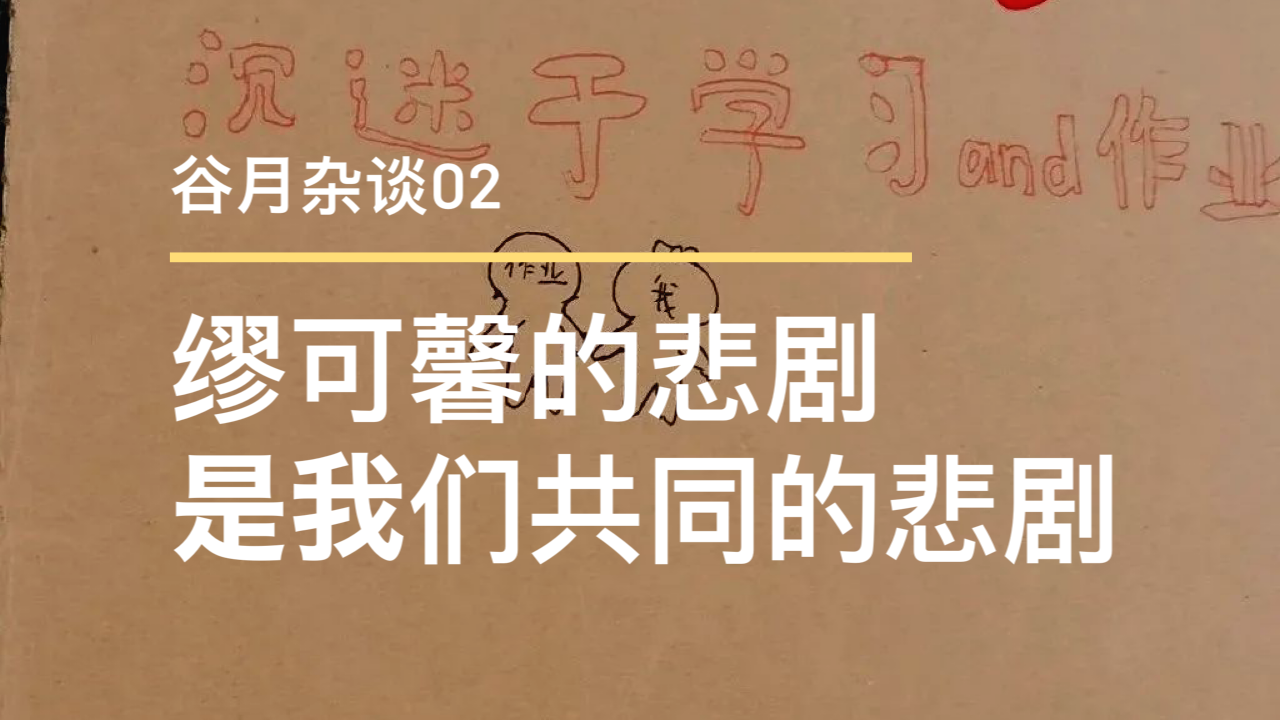 沉迷于学习and作业
谷月杂谈02
作业
我
缪可馨的悲剧
是我们共同的悲剧